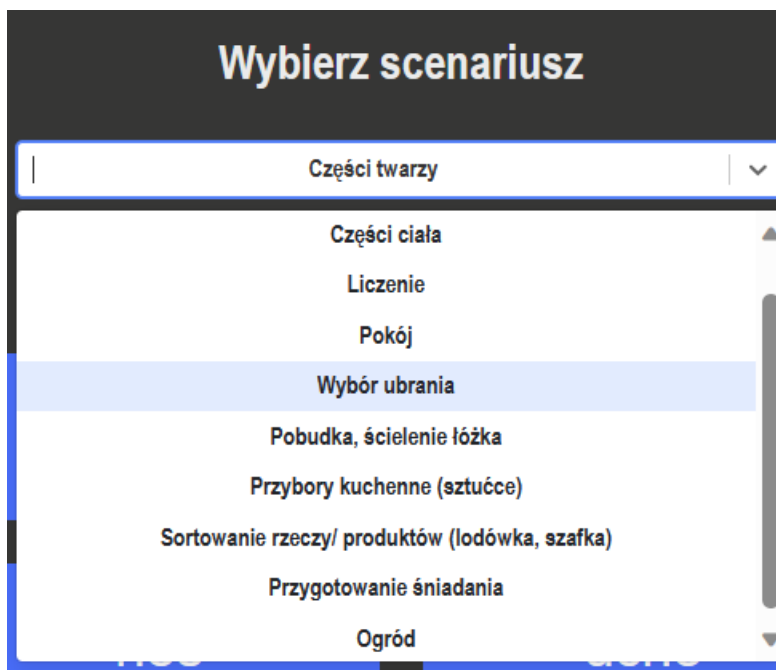 Wybierz scenariusz
Części twarzy
Części ciała
Liczenie
Pokój
Wybór ubrania
Pobudka, ścielenie łóżka
Przybory kuchenne (sztućce)
Sortowanie rzeczy/ produktów (lodówka, szafka)
Przygotowanie śniadania
Ogród